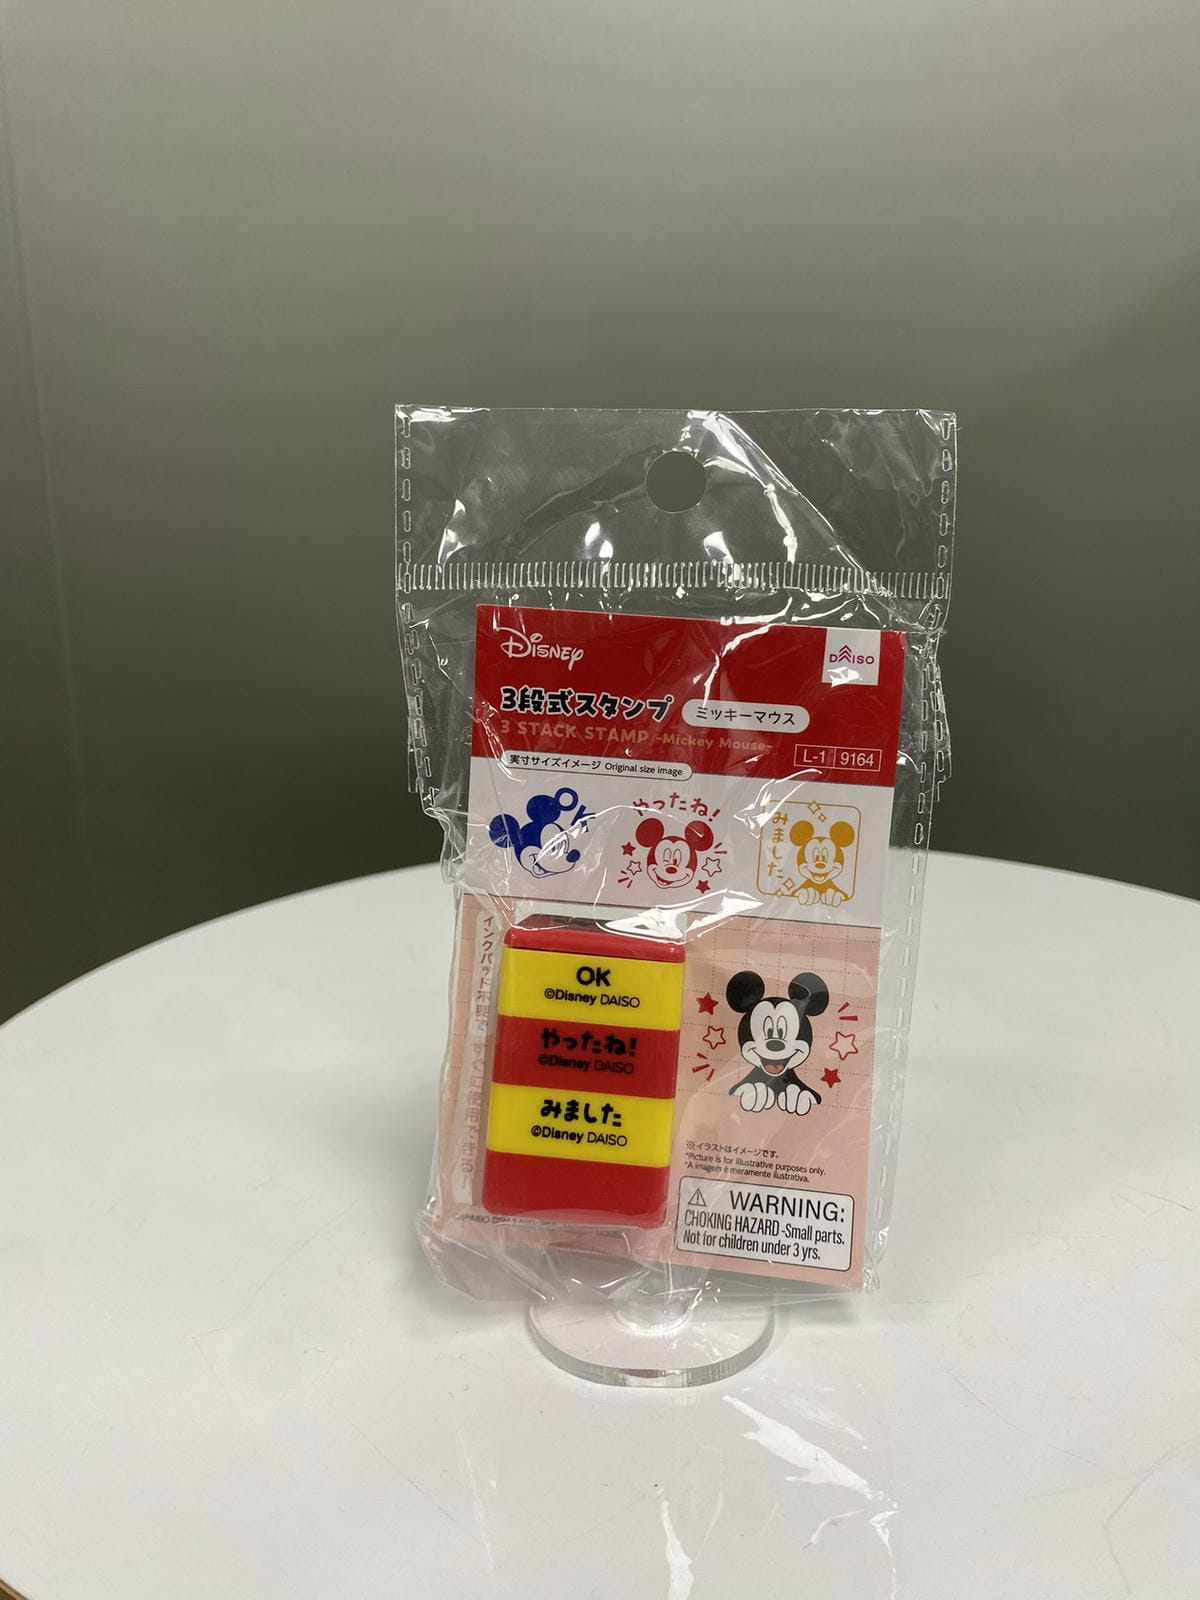 Disney
DAISO
3段式スタンプ
ミッキーマウス
3 STACK STAMP -Mickey Mouse-
L-1 9164
実寸サイズイメージ Original size image
OK
やったね!
みました
OK
©Disney DAISO
やったね!
©Disney DAISO
みました
©Disney DAISO
※イラストはイメージです。
*Picture is for illustrative purposes only.
*A imagem é meramente ilustrativa.
⚠ WARNING:
CHOKING HAZARD-Small parts.
Not for children under 3 yrs.